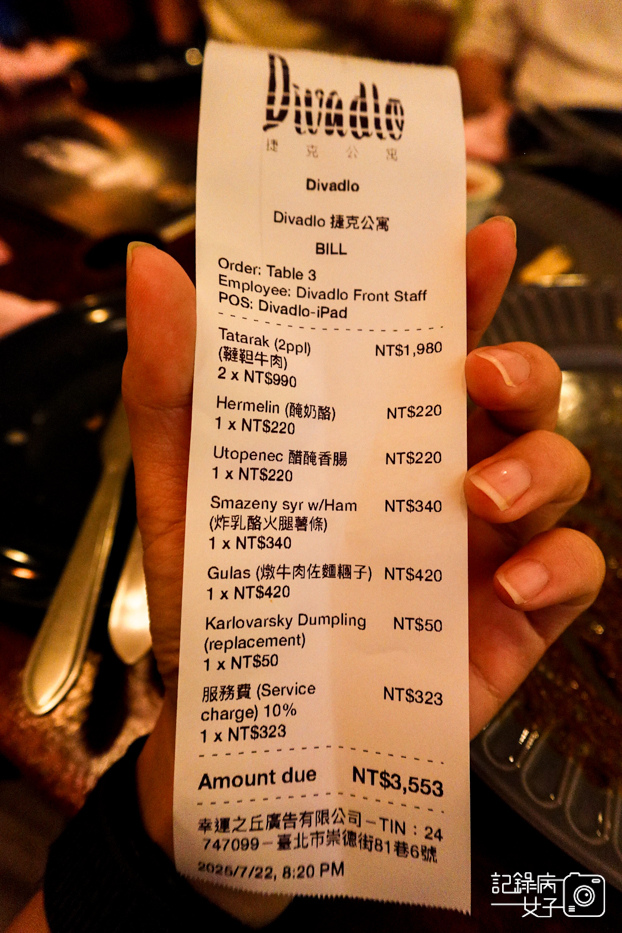 Divadlo
捷克公寓
Divadlo
Divadlo 捷克公寓
BILL
Order: Table 3
Employee: Divadlo Front Staff
POS: Divadlo-iPad
Tatarak (2ppl) NT$1,980
(韃靼牛肉)
2 x NT$990
Hermelin (醃奶酪) NT$220
1 x NT$220
Utopenec 醋醃香腸 NT$220
1 x NT$220
Smazeny syr w/Ham NT$340
(炸乳酪火腿薯條)
1 x NT$340
Gulas (燉牛肉佐麵糰子) NT$420
1 x NT$420
Karlovarsky Dumpling NT$50
(replacement)
1 x NT$50
服務費 (Service NT$323
charge) 10%
1 x NT$323
Amount due NT$3,553
幸運之丘廣告有限公司-TIN：24
747099-臺北市崇德街81巷6號
2025/7/22, 8:20 PM
記錄病
女子